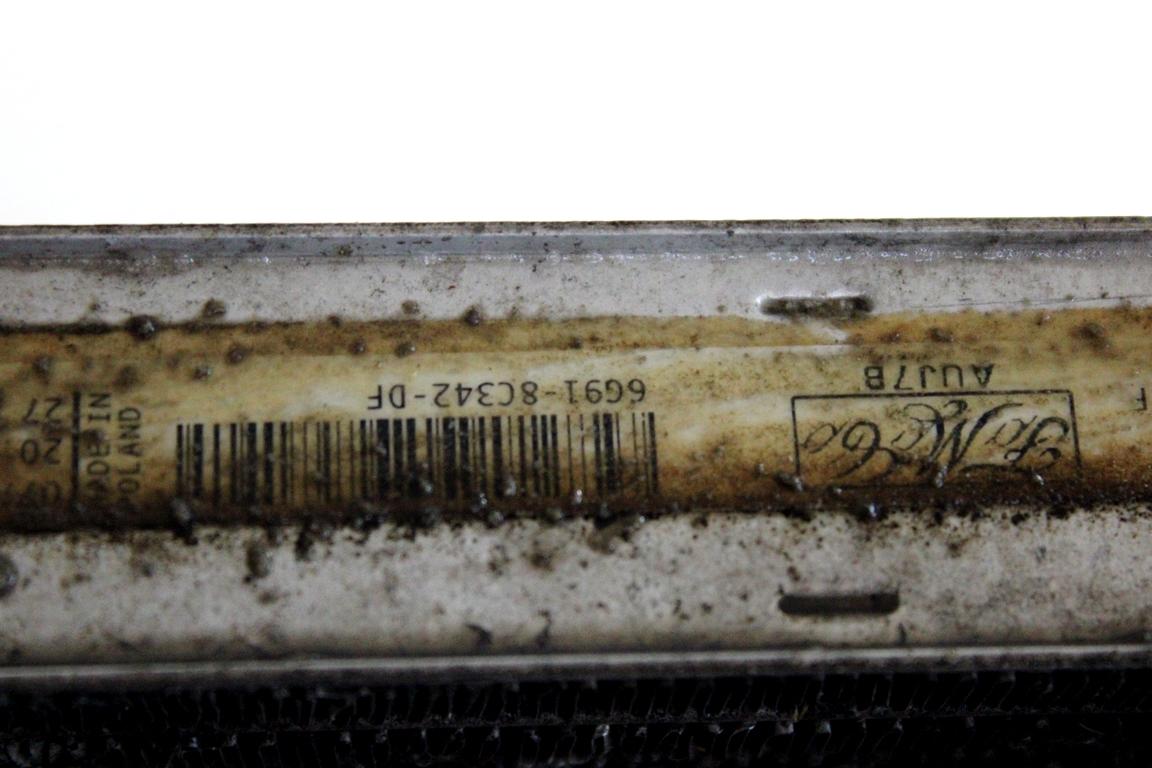 AUJ7B
FoMoCo
6G91-8C342-DF
MADE IN
POLAND